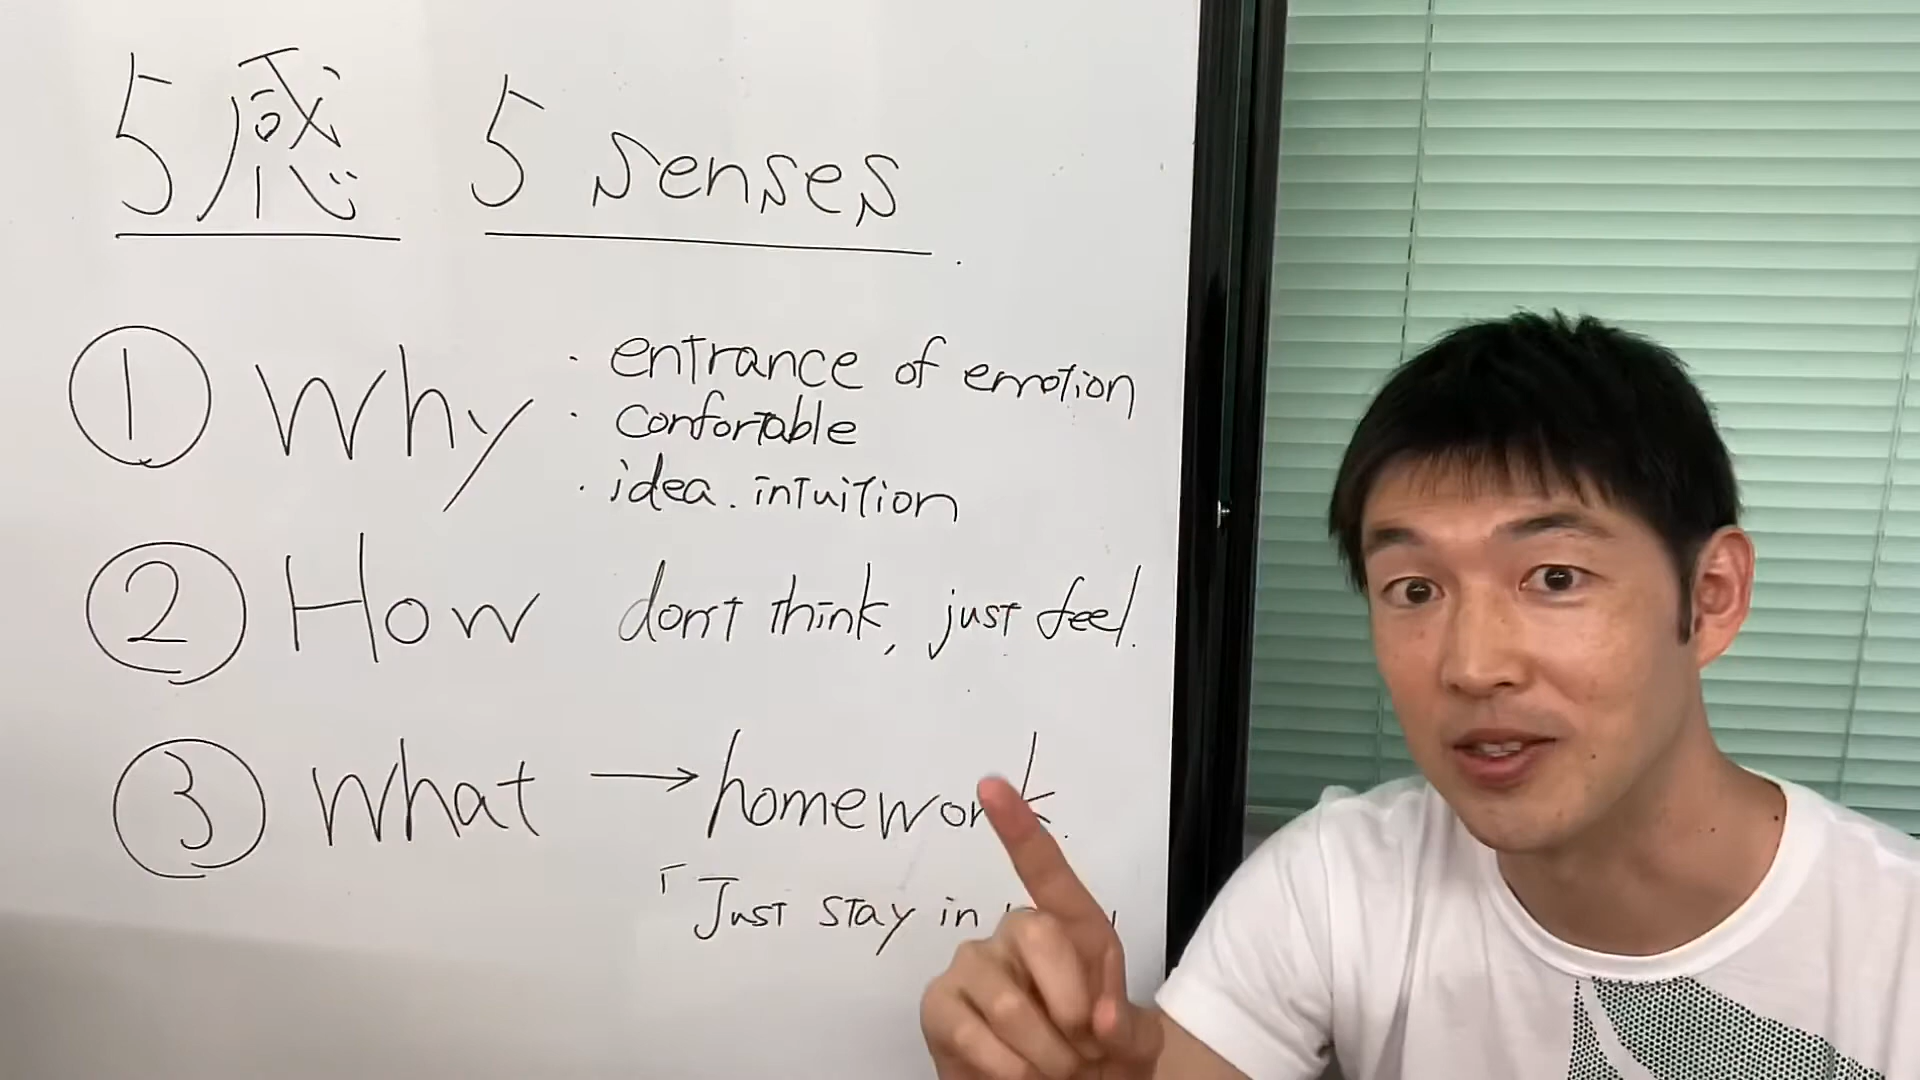 5感 5 senses.
① Why
・entrance of emotion
・confortable
・idea. intuition
② How don't think, just feel.
③ What → homework.
「Just stay in